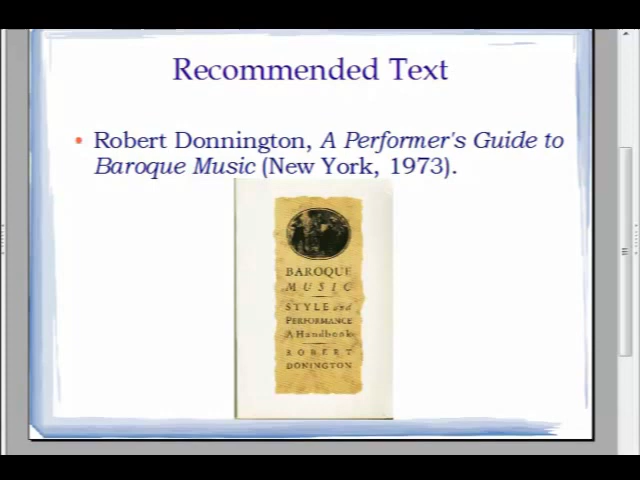 Recommended Text
• Robert Donnington, A Performer's Guide to
Baroque Music (New York, 1973).
BAROQUE
MUSIC
STYLE and
PERFORMANCE
A Handbook
ROBERT
DONINGTON